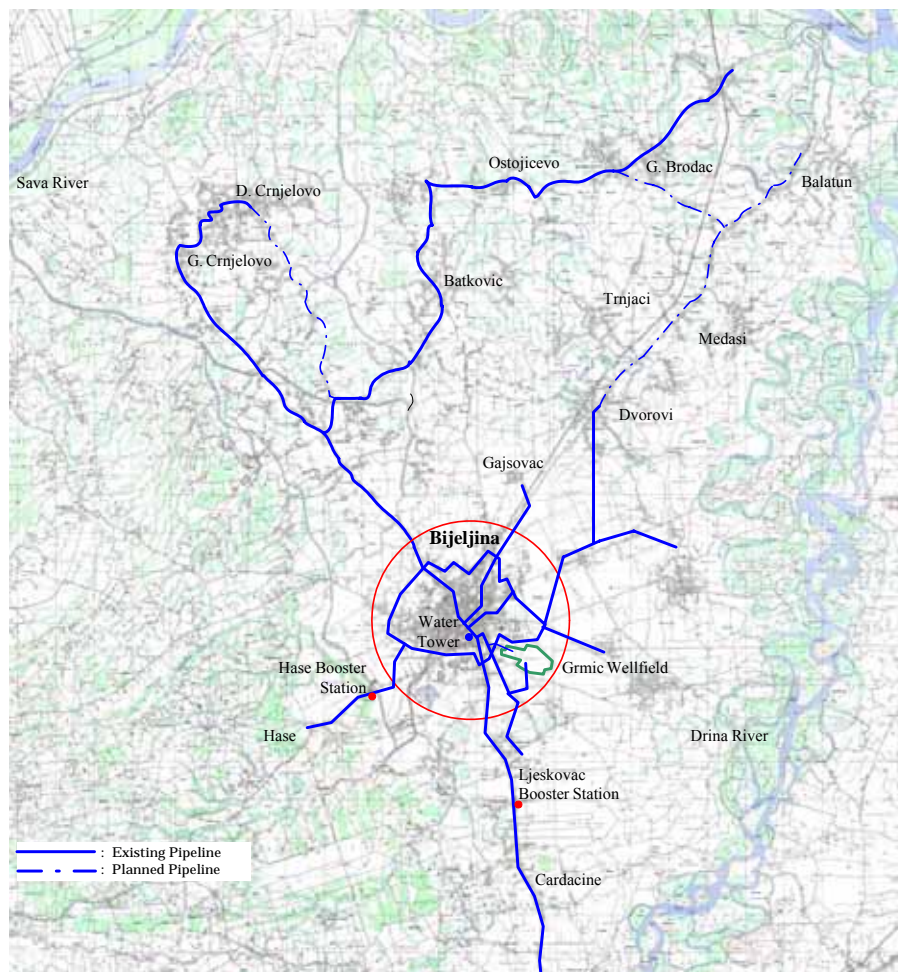 Ostojicevo
G. Brodac
Sava River
D. Crnjelovo
Balatun
G. Crnjelovo
Batkovic
Trnjaci
Medasi
Dvorovi
Gajsovac
Bijeljina
Water
Tower
Hase Booster
Station
Grmic Wellfield
Hase
Drina River
Ljeskovac
Booster Station
: Existing Pipeline
: Planned Pipeline
Cardacine